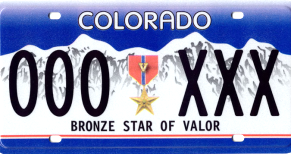 COLORADO
000 XXX
BRONZE STAR OF VALOR